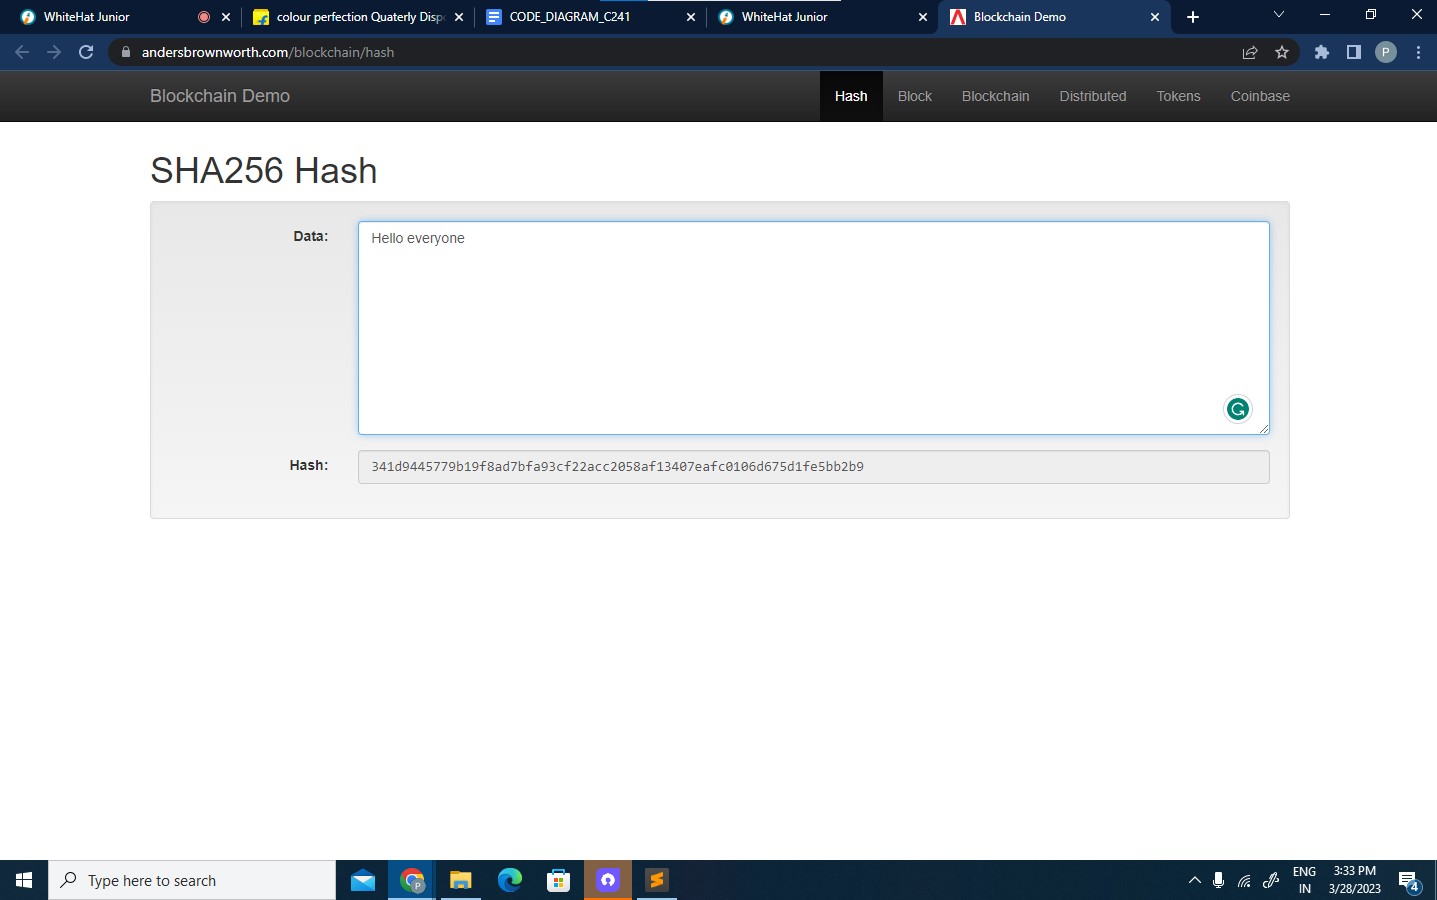 WhiteHat Junior
colour perfection Quaterly Disp
CODE_DIAGRAM_C241
WhiteHat Junior
Blockchain Demo
andersbrownworth.com/blockchain/hash
P
Blockchain Demo
Hash
Block
Blockchain
Distributed
Tokens
Coinbase
SHA256 Hash
Data:
Hello everyone
Hash:
341d9445779b19f8ad7bfa93cf22acc2058af13407eafc0106d675d1fe5bb2b9
Type here to search
P
ENG
IN
3:33 PM
3/28/2023
4